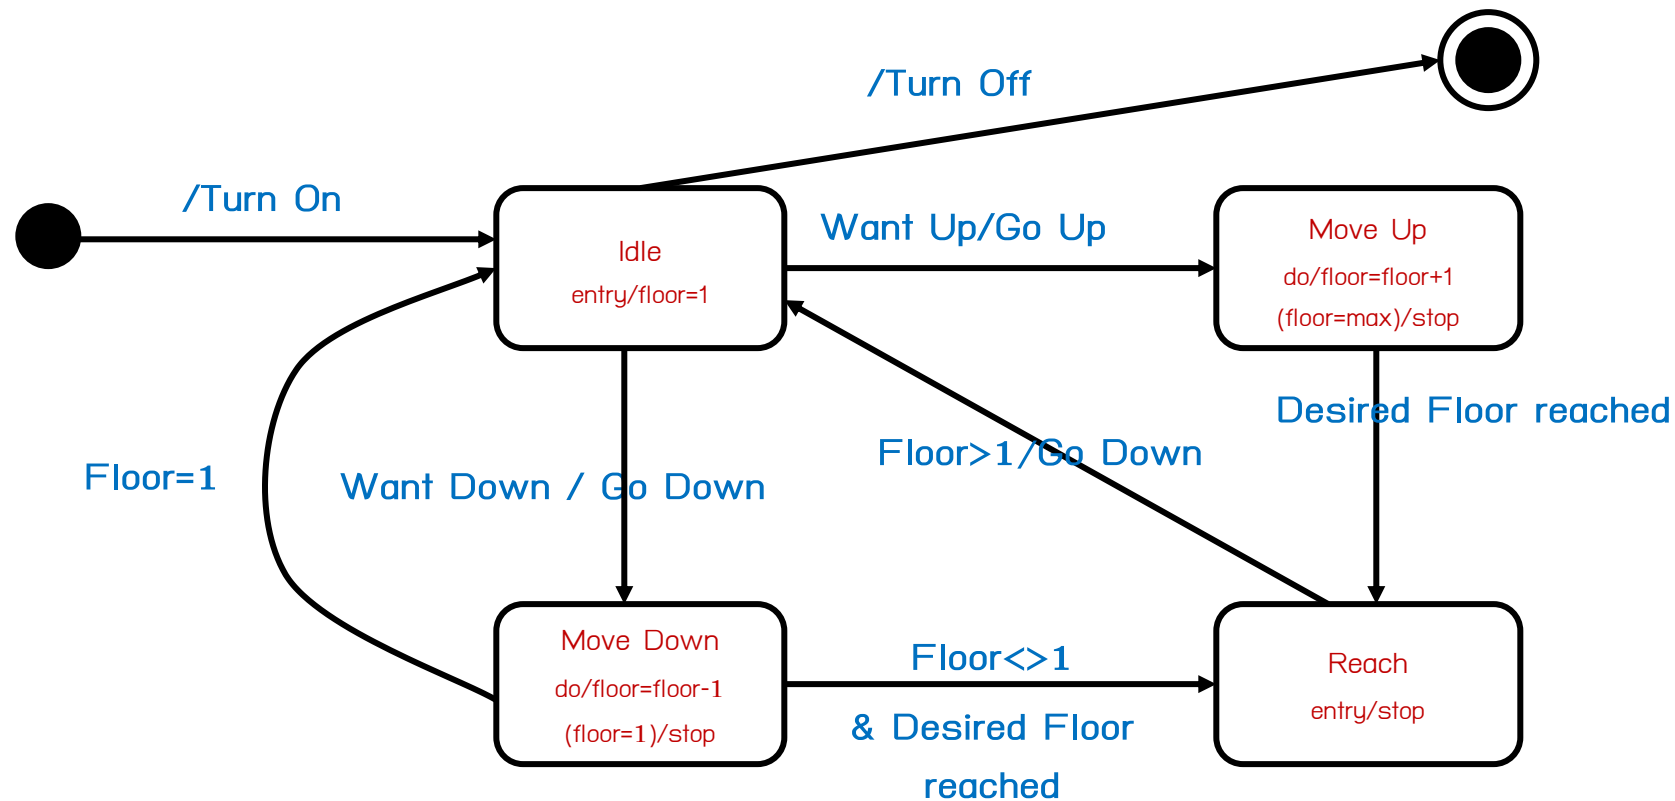 /Turn Off
/Turn On
Idle
entry/floor=1
Want Up/Go Up
Move Up
do/floor=floor+1
(floor=max)/stop
Desired Floor reached
Floor>1/Go Down
Floor=1
Want Down / Go Down
Move Down
do/floor=floor-1
(floor=1)/stop
Floor<>1
& Desired Floor
reached
Reach
entry/stop